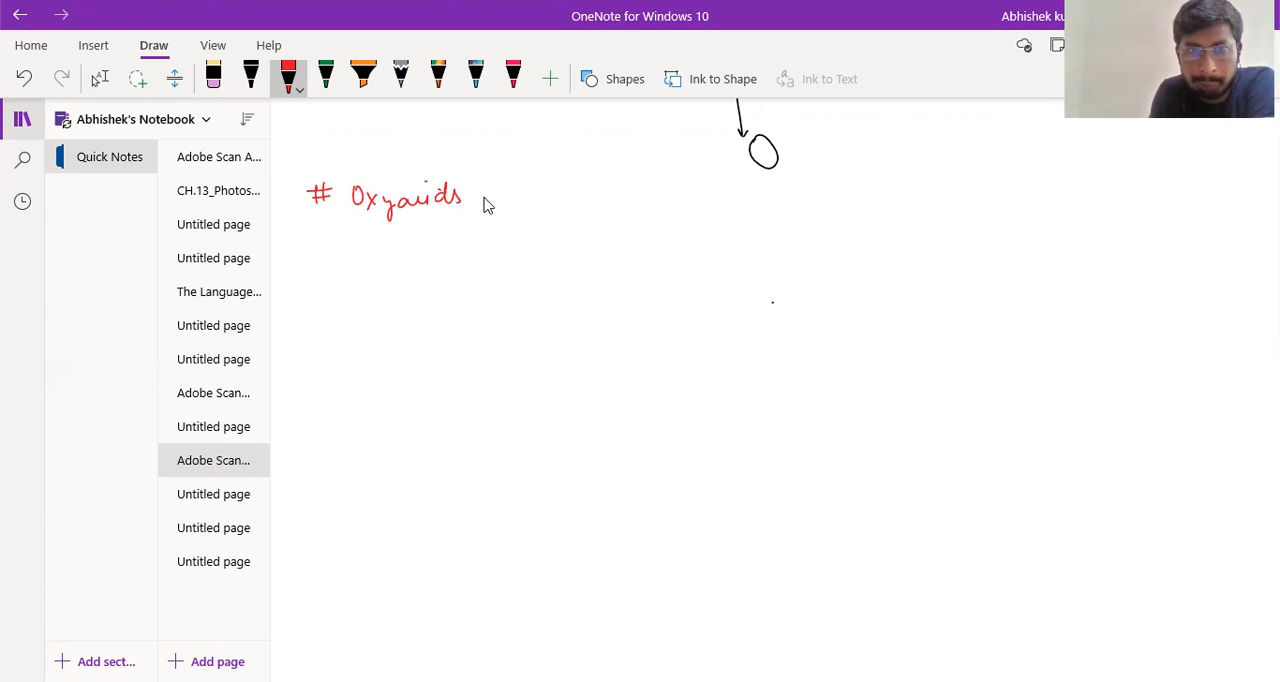 OneNote for Windows 10
Abhishek ku
Home Insert Draw View Help
Shapes Ink to Shape Ink to Text
Abhishek's Notebook
Quick Notes
Adobe Scan A...
CH.13_Photos...
Untitled page
Untitled page
The Language...
Untitled page
Untitled page
Adobe Scan...
Untitled page
Adobe Scan...
Untitled page
Untitled page
Untitled page
Add sect...
Add page
# Oxyacids